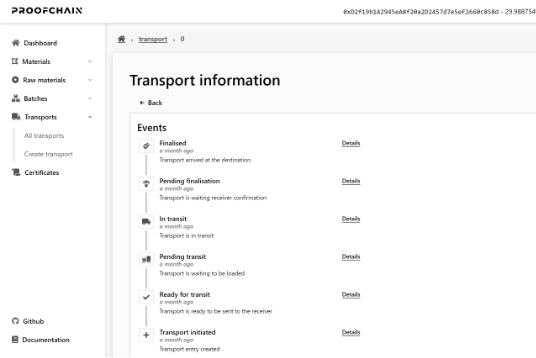 PROOFCHAIN
Dashboard
Materials
Raw materials
Batches
Transports
All transports
Create transport
Certificates
Github
Documentation
transport 0
Transport information
← Back
Events
Finalised Details
a month ago
Transport arrived at the destination
Pending finalisation Details
a month ago
Transport is waiting receiver confirmation
In transit Details
a month ago
Transport is in transit
Pending transit Details
a month ago
Transport is waiting to be loaded
Ready for transit Details
a month ago
Transport is ready to be sent to the receiver
Transport initiated Details
a month ago
Transport entry created